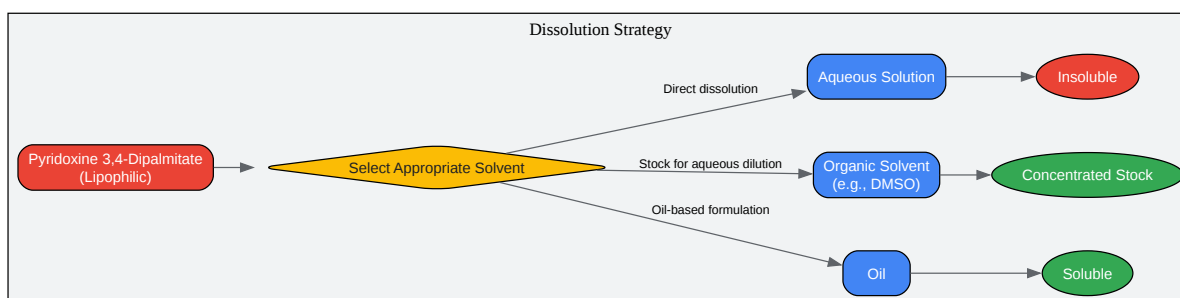 Dissolution Strategy
Pyridoxine 3,4-Dipalmitate
(Lipophilic)
Select Appropriate Solvent
Direct dissolution
Aqueous Solution
Insoluble
Stock for aqueous dilution
Organic Solvent
(e.g., DMSO)
Concentrated Stock
Oil-based formulation
Oil
Soluble